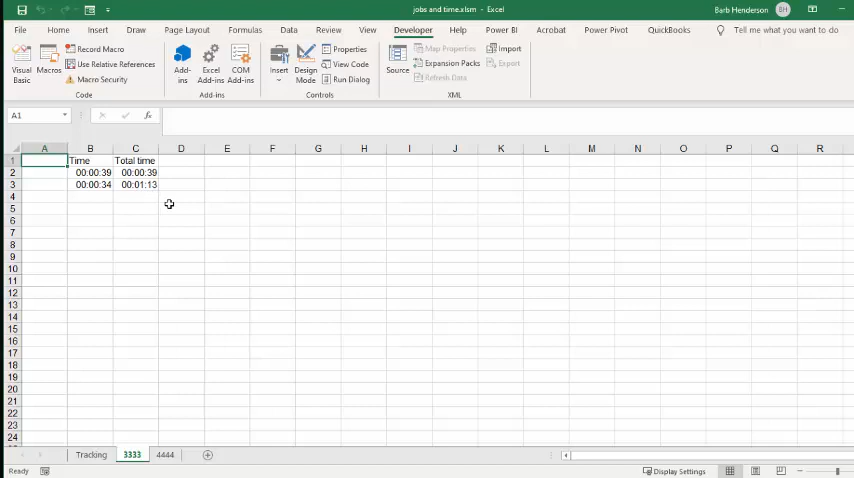 jobs and time.xlsm - Excel
Barb Henderson BH
File Home Insert Draw Page Layout Formulas Data Review View Developer Help Power BI Acrobat Power Pivot QuickBooks Tell me what you want to do
Visual Basic
Macros
Record Macro
Use Relative References
Macro Security
Code
Add-ins
Excel Add-ins
COM Add-ins
Add-ins
Insert
Design Mode
Properties
View Code
Run Dialog
Controls
Source
Map Properties
Expansion Packs
Refresh Data
Import
Export
XML
A1 fx
A B C D E F G H I J K L M N O P Q R
1 Time Total time
2 00:00:39 00:00:39
3 00:00:34 00:01:13
4
5
6
7
8
9
10
11
12
13
14
15
16
17
18
19
20
21
22
23
24
Tracking 3333 4444
Ready Display Settings